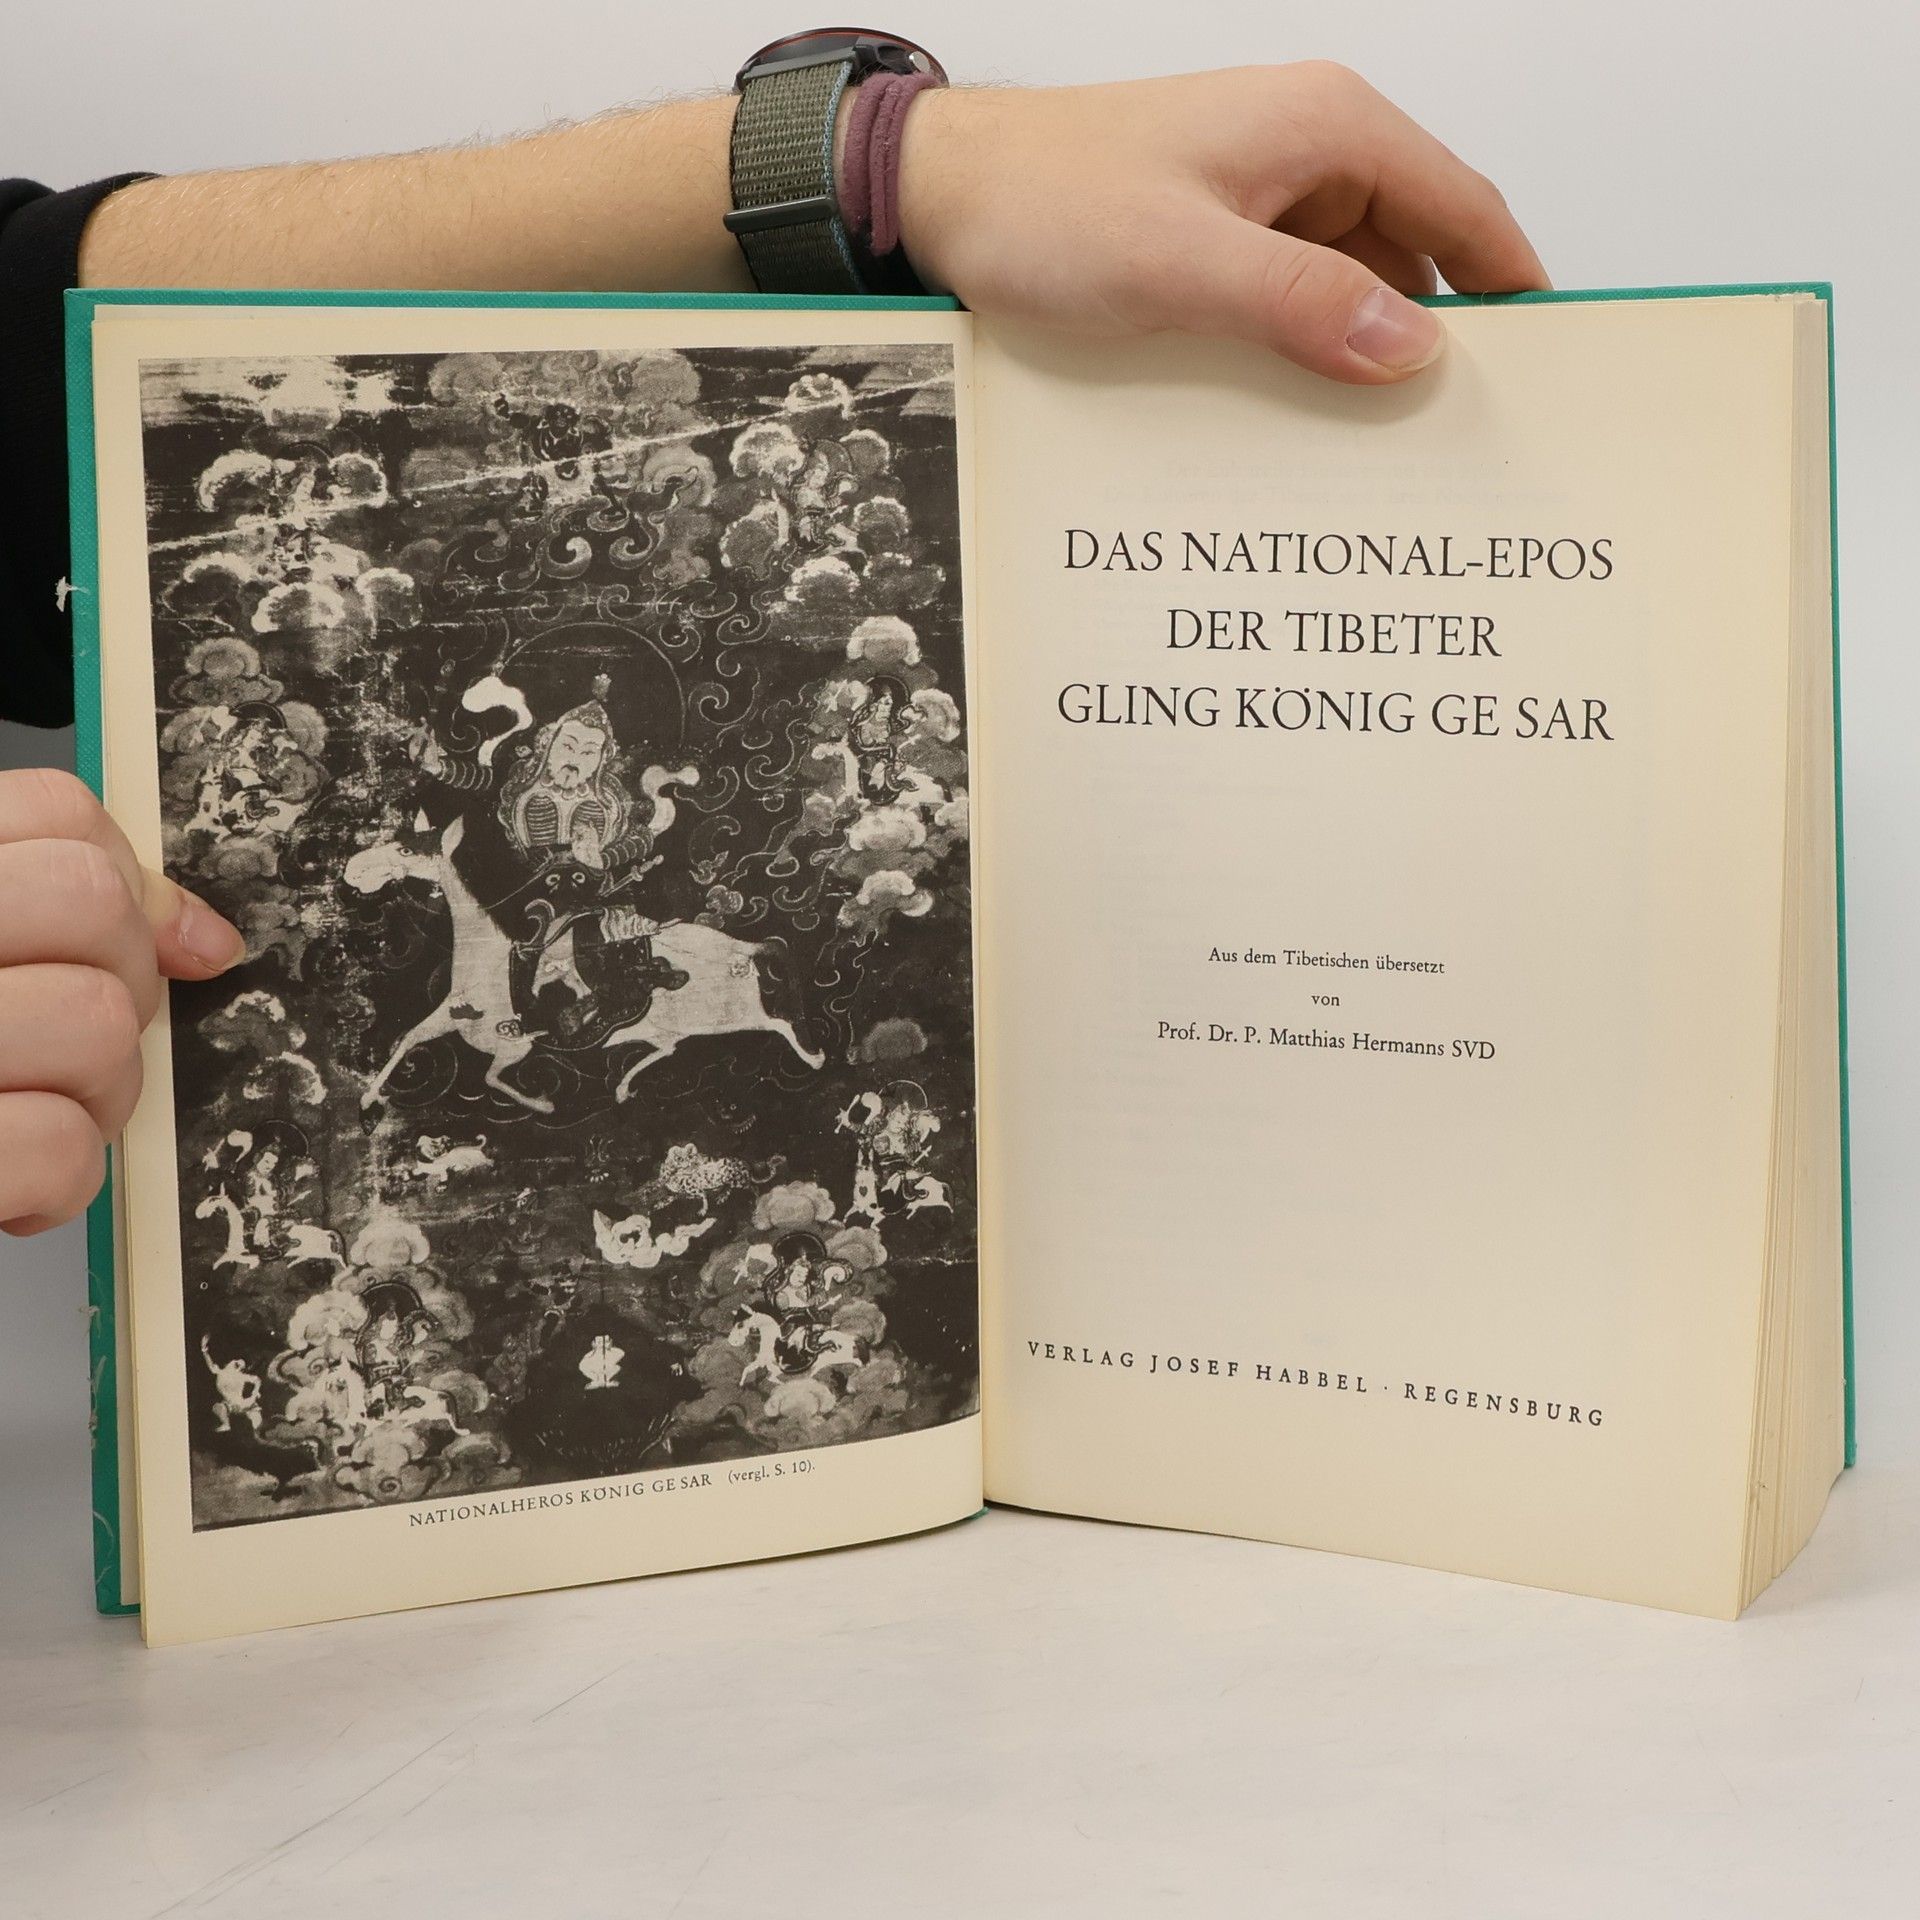 NATIONALHEROS KÖNIG GE SAR (vergl. S. 10).
DAS NATIONAL-EPOS
DER TIBETER
GLING KÖNIG GE SAR
Aus dem Tibetischen übersetzt
von
Prof. Dr. P. Matthias Hermanns SVD
VERLAG JOSEF HABBEL · REGENSBURG